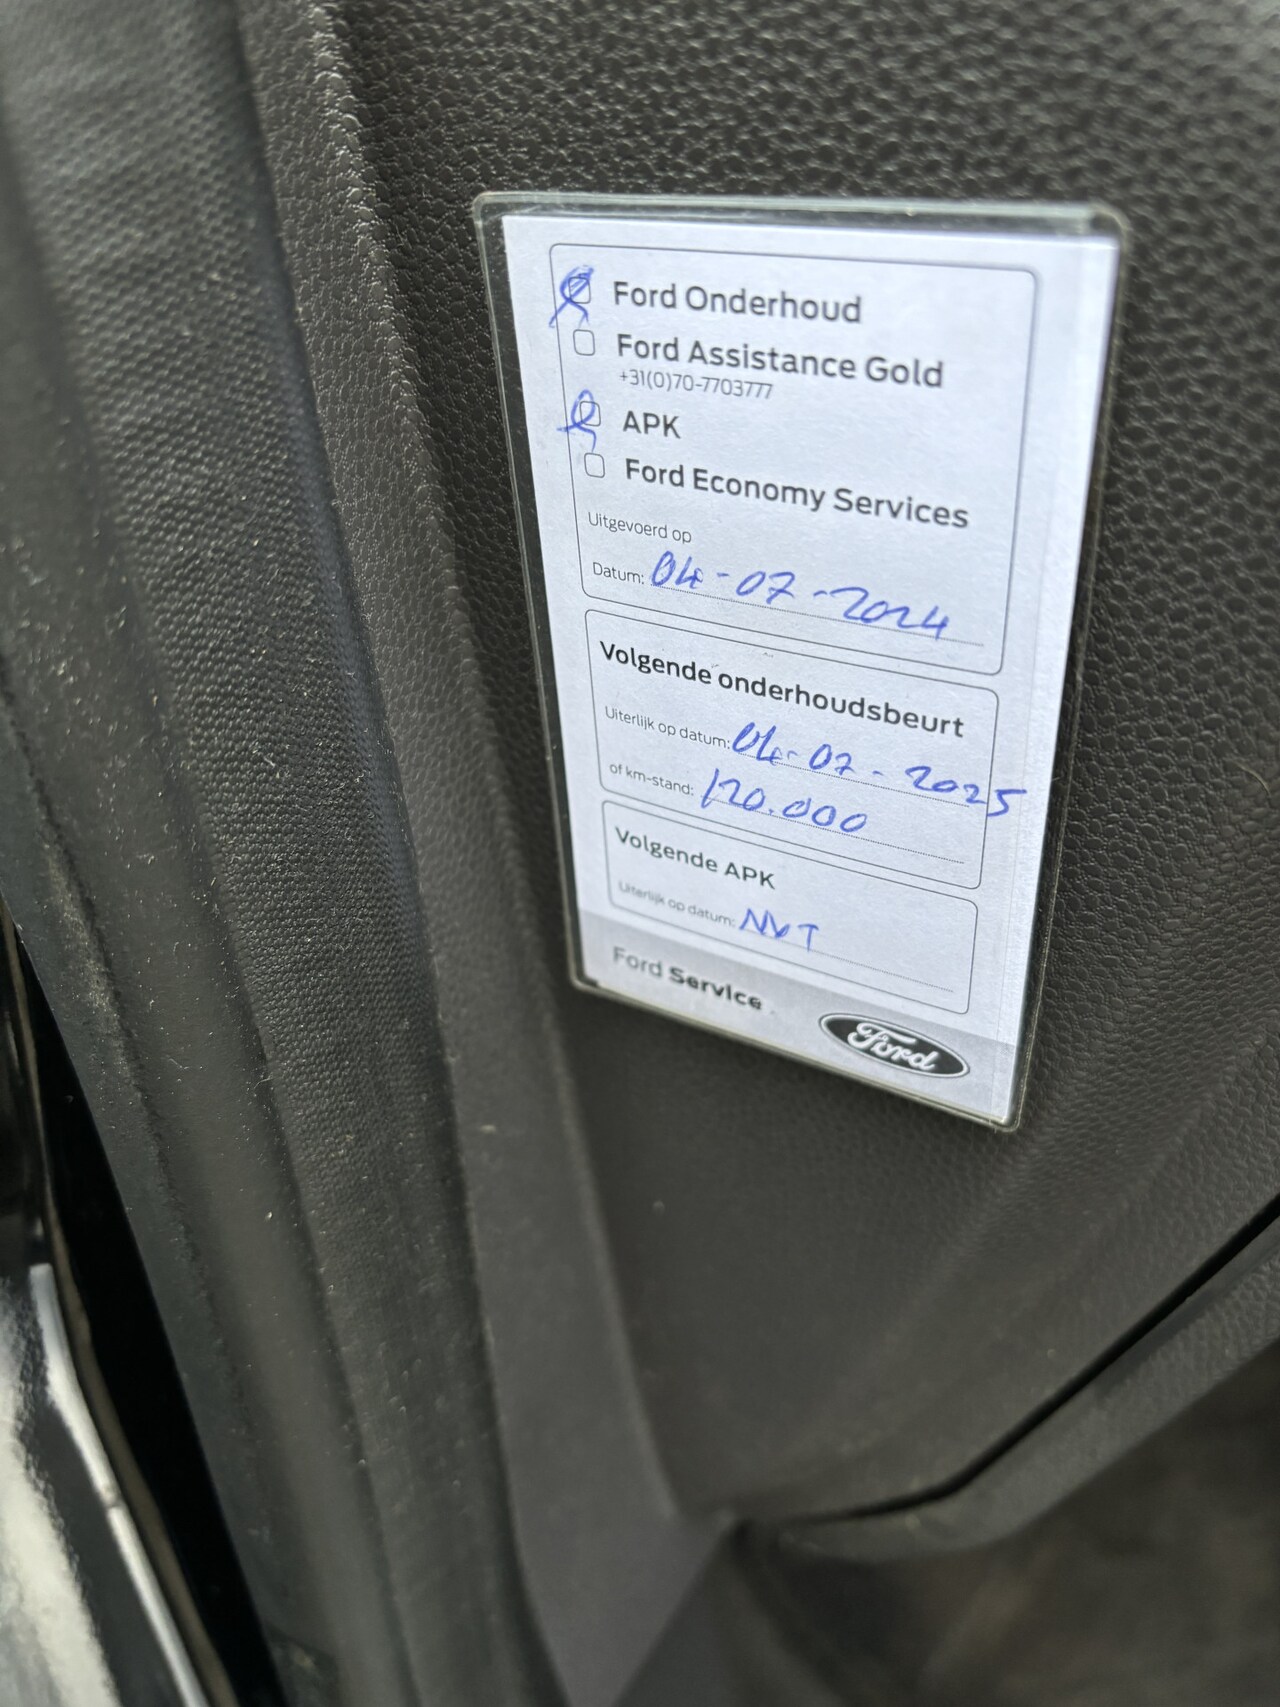 Ford Onderhoud
Ford Assistance Gold
+31(0)70-7703777
APK
Ford Economy Services
Uitgevoerd op
Datum: 04-07-2024
Volgende onderhoudsbeurt
Uiterlijk op datum: 04-07-2025
of km-stand: 120.000
Volgende APK
Uiterlijk op datum: NVT
Ford Service
Ford